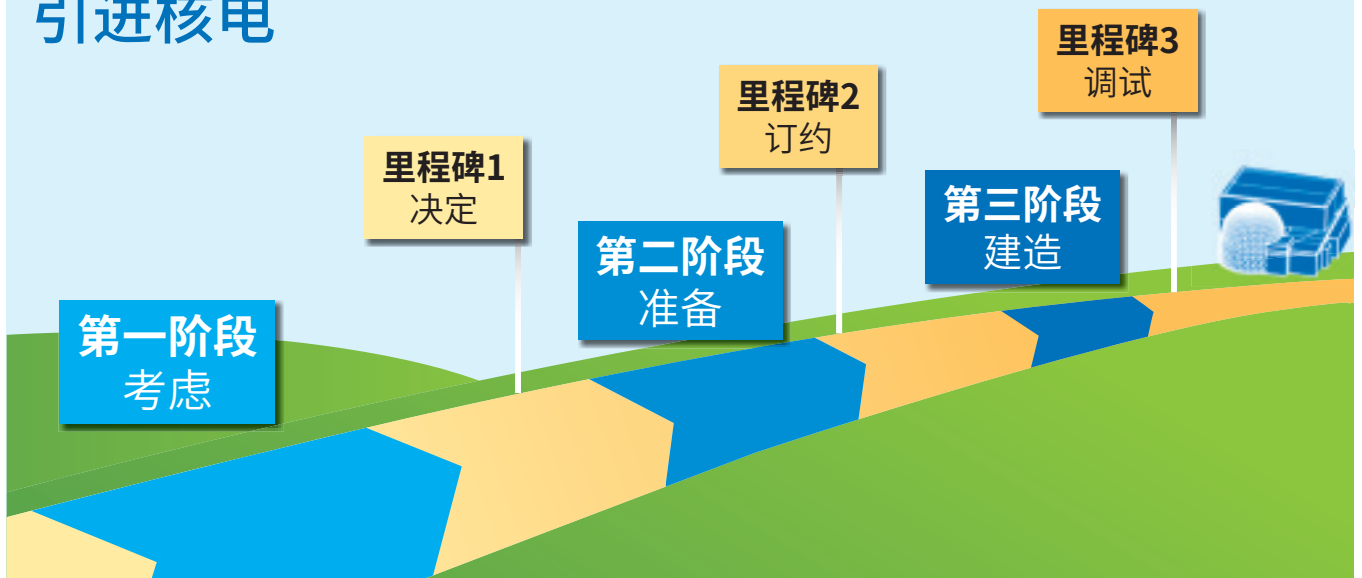 引进核电
里程碑3
调试
里程碑2
订约
里程碑1
决定
第三阶段
建造
第二阶段
准备
第一阶段
考虑